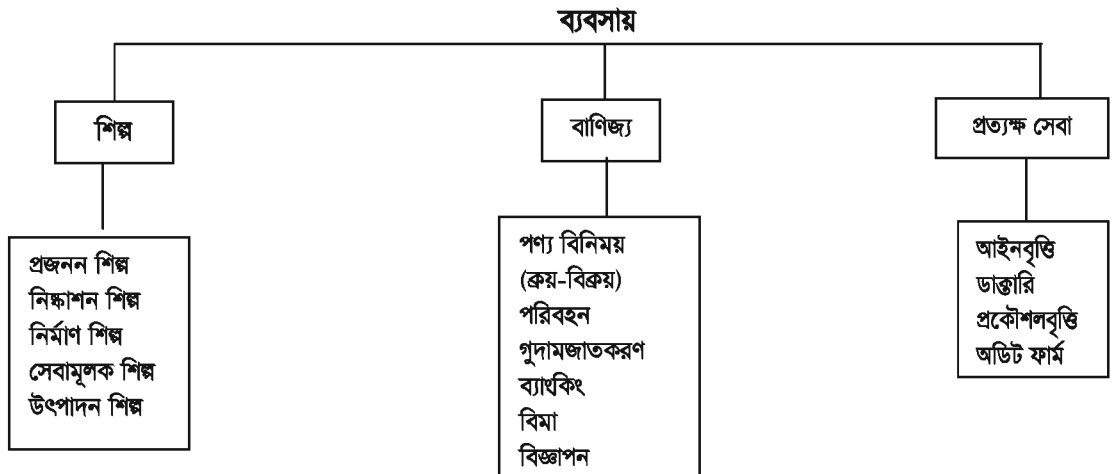 ব্যবসায়
শিল্প
বাণিজ্য
প্রত্যক্ষ সেবা
প্রজনন শিল্প
নিষ্কাশন শিল্প
নির্মাণ শিল্প
সেবামূলক শিল্প
উৎপাদন শিল্প
পণ্য বিনিময়
(ক্রয়-বিক্রয়)
পরিবহন
গুদামজাতকরণ
ব্যাংকিং
বিমা
বিজ্ঞাপন
আইনবৃত্তি
ডাক্তারি
প্রকৌশলবৃত্তি
অডিট ফার্ম